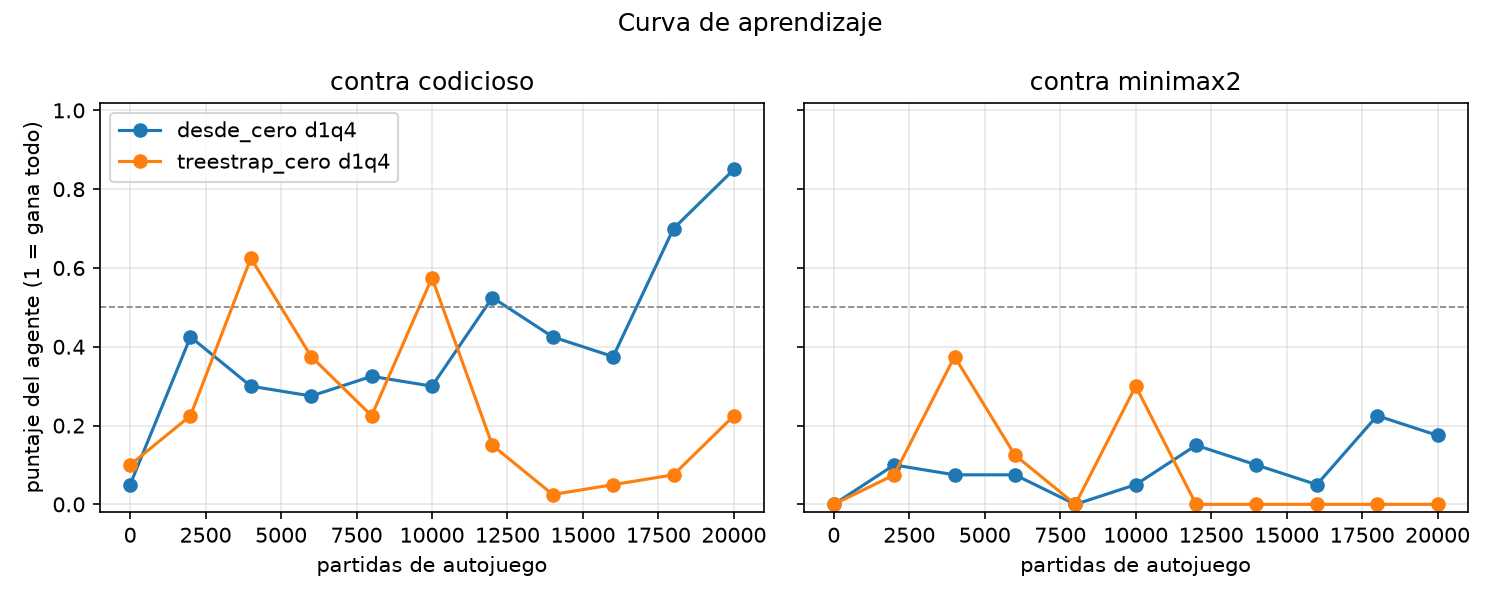 Curva de aprendizaje
contra codicioso
puntaje del agente (1 = gana todo)
1.0
0.8
0.6
0.4
0.2
0.0
desde_cero d1q4
treestrap_cero d1q4
0 2500 5000 7500 10000 12500 15000 17500 20000
partidas de autojuego
contra minimax2
0 2500 5000 7500 10000 12500 15000 17500 20000
partidas de autojuego